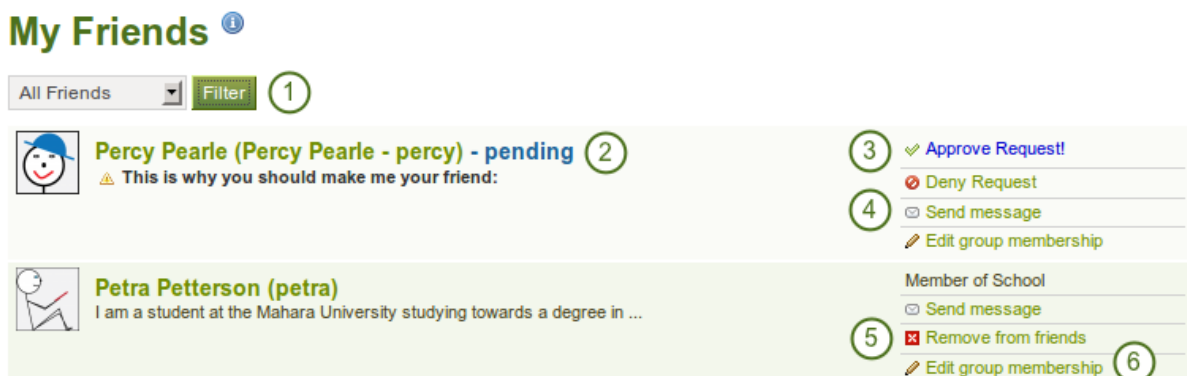 My Friends
All Friends Filter 1
Percy Pearle (Percy Pearle - percy) - pending 2
This is why you should make me your friend:
3 Approve Request!
Deny Request
4 Send message
Edit group membership
Petra Petterson (petra)
I am a student at the Mahara University studying towards a degree in ...
Member of School
Send message
5 Remove from friends
Edit group membership 6